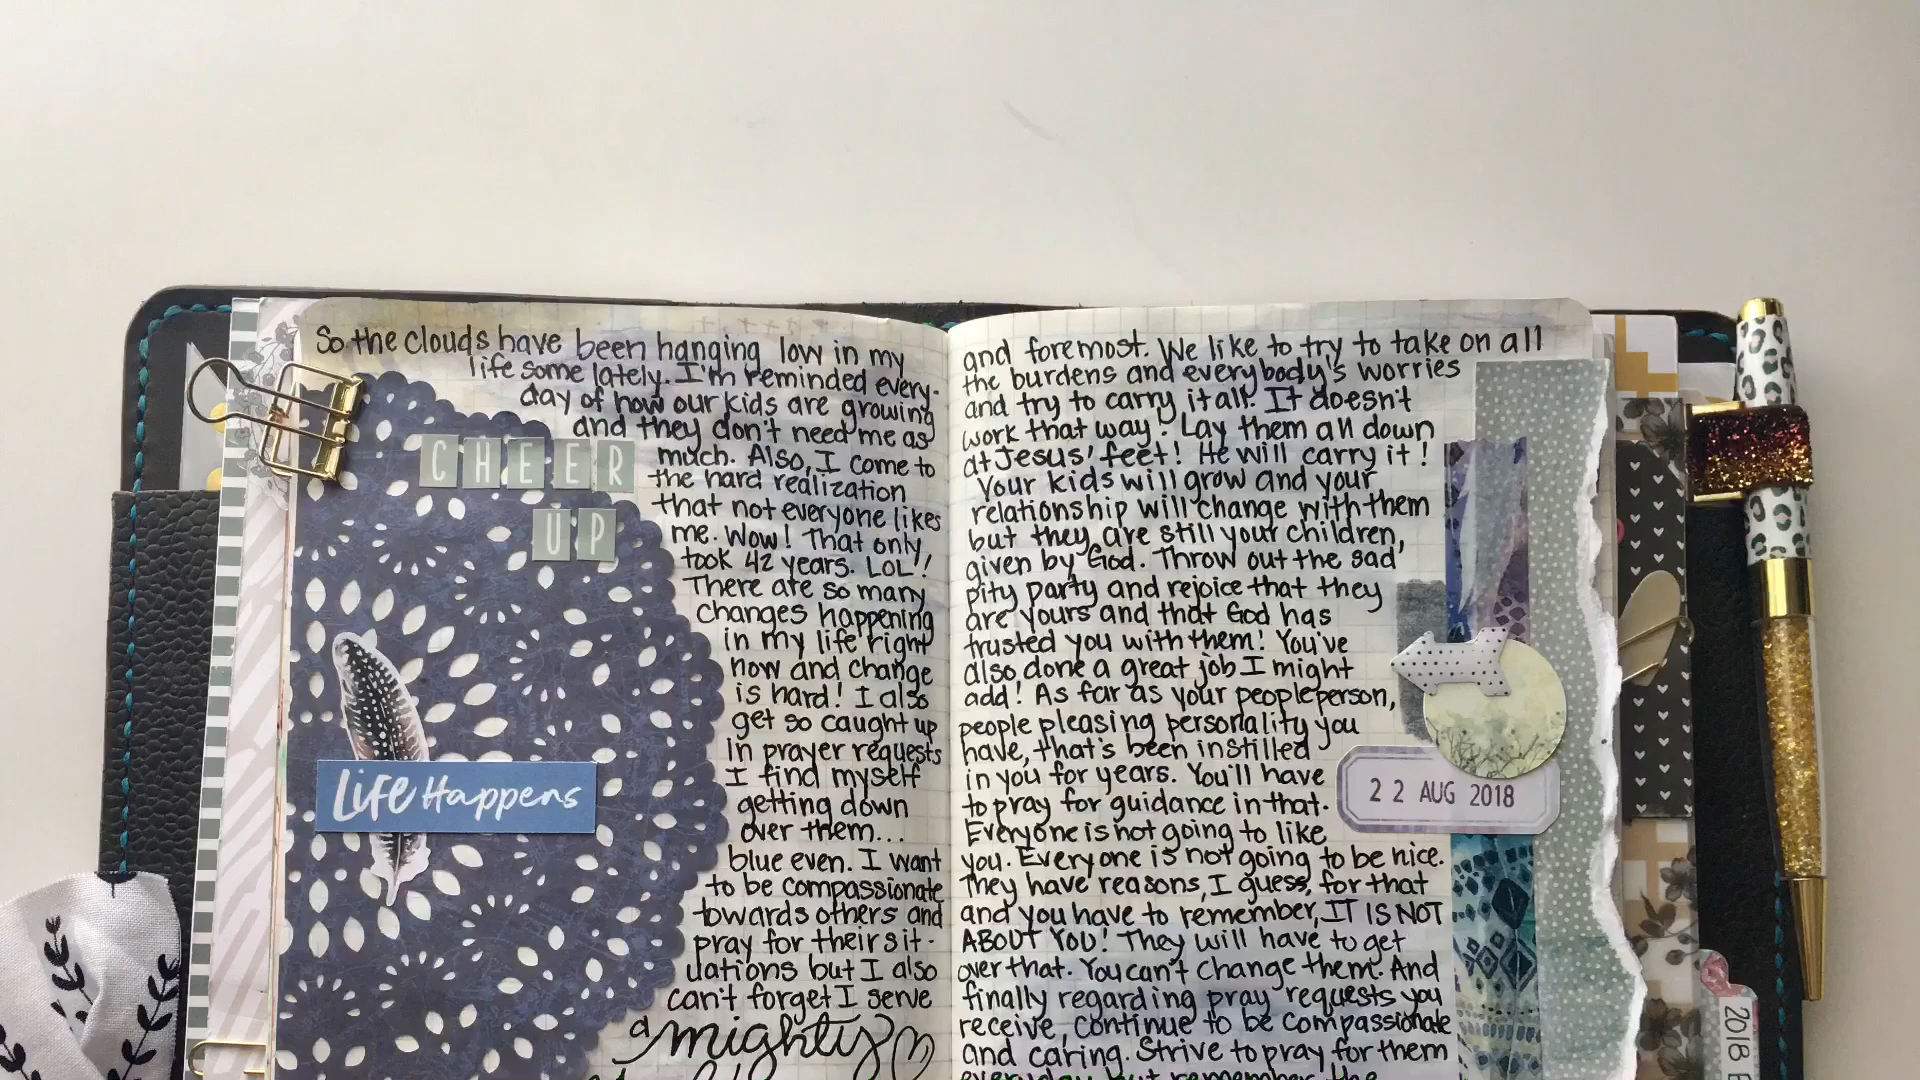 So the clouds have been hanging low in my
life some lately. I'm reminded every-
day of how our kids are growing
and they don't need me as
much. Also, I come to
the hard realization
that not everyone likes
me. Wow! That only
took 42 years. LOL!
There are so many
changes happening
in my life right
now and change
is hard! I also
get so caught up
in prayer requests
I find myself
getting down
over them...
blue even. I want
to be compassionate
towards others and
pray for their sit-
uations but I also
can't forget I serve
a mighty
CHEER
UP
Life Happens
and foremost. We like to try to take on all
the burdens and everybody's worries
and try to carry it all. It doesn't
work that way! Lay them all down
at Jesus' feet! He will carry it!
Your kids will grow and your
relationship will change with them
but they are still your children,
given by God. Throw out the sad
pity party and rejoice that they
are yours and that God has
trusted you with them! You've
also done a great job I might
add! As far as your people person,
people pleasing personality you
have, that's been instilled
in you for years. You'll have
to pray for guidance in that.
Everyone is not going to like
you. Everyone is not going to be nice.
They have reasons, I guess, for that
and you have to remember, IT IS NOT
ABOUT YOU! They will have to get
over that. You can't change them. And
finally regarding pray requests you
receive, continue to be compassionate
and caring. Strive to pray for them
everyday but remember the
22 AUG 2018
2018